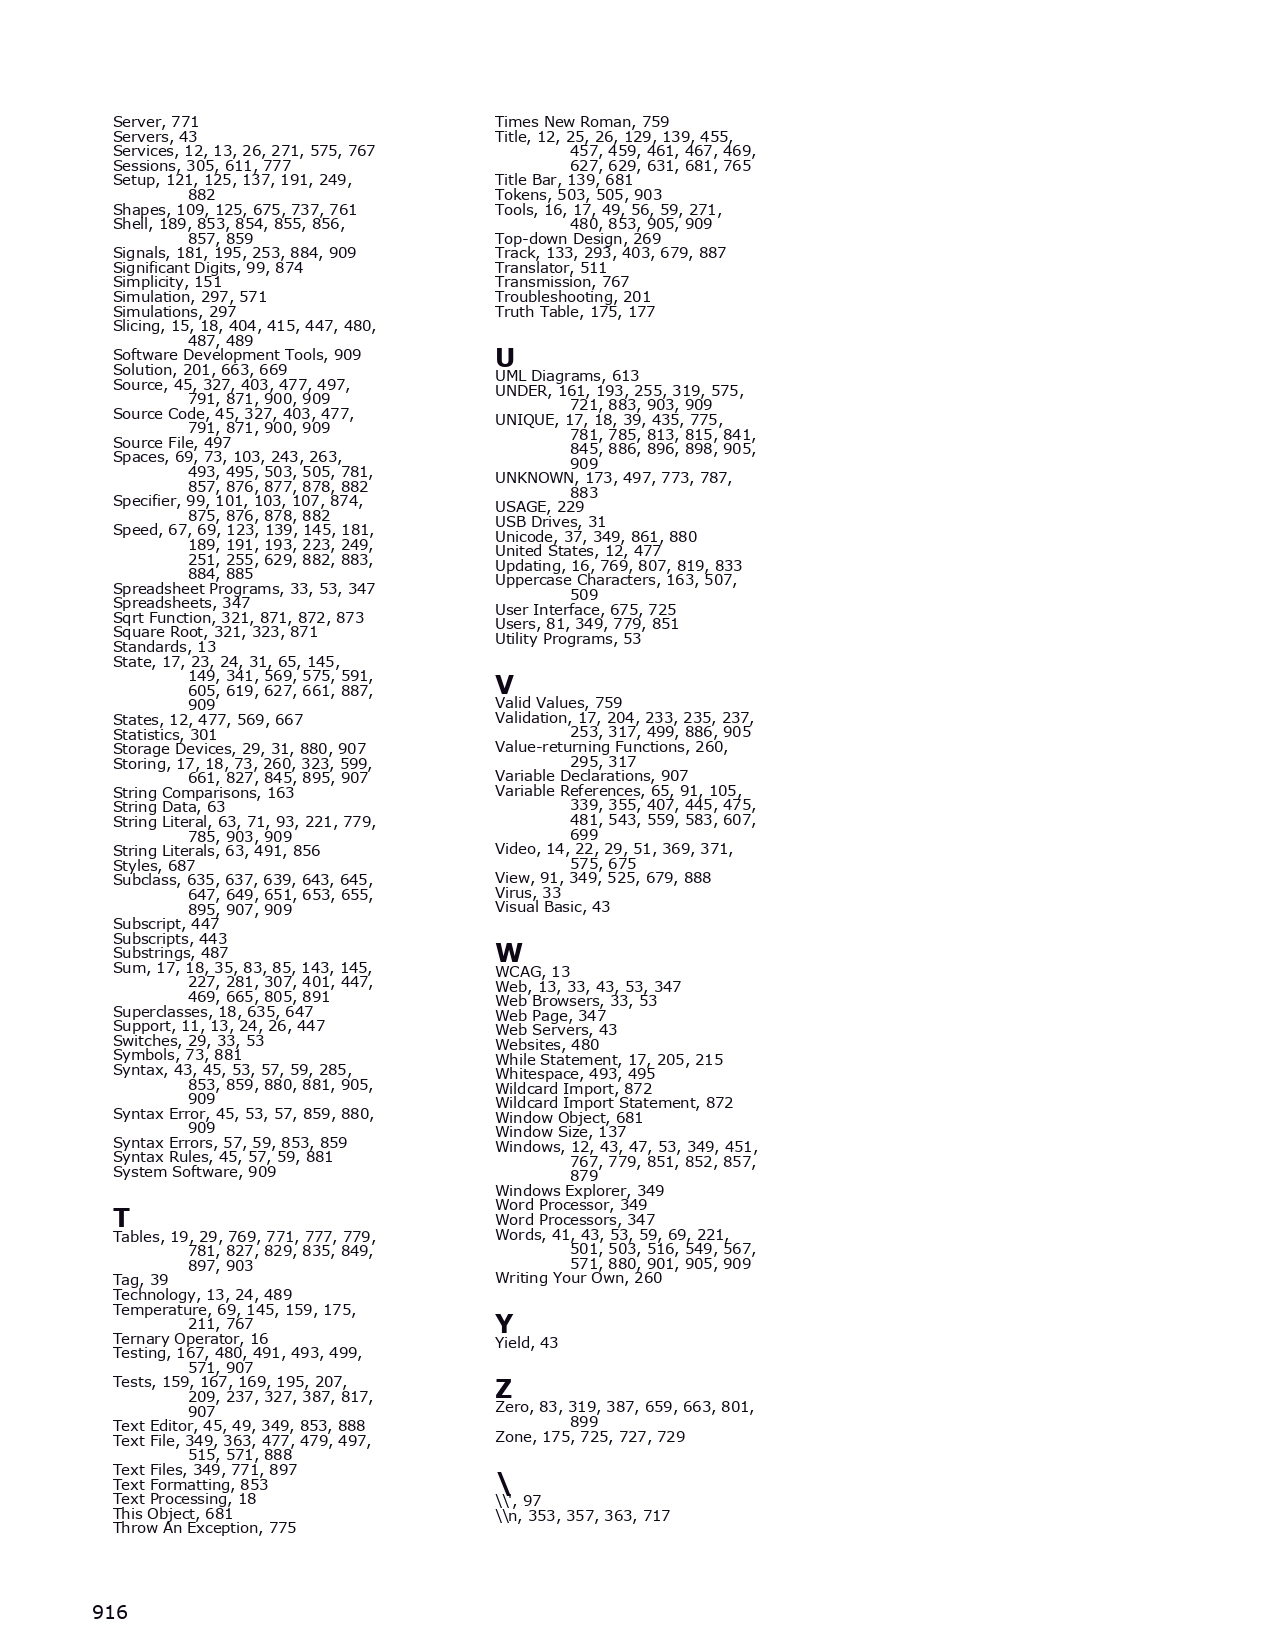 Server, 771
Servers, 43
Services, 12, 13, 26, 271, 575, 767
Sessions, 305, 611, 777
Setup, 121, 125, 137, 191, 249,
882
Shapes, 109, 125, 675, 737, 761
Shell, 189, 853, 854, 855, 856,
857, 859
Signals, 181, 195, 253, 884, 909
Significant Digits, 99, 874
Simplicity, 151
Simulation, 297, 571
Simulations, 297
Slicing, 15, 18, 404, 415, 447, 480,
487, 489
Software Development Tools, 909
Solution, 201, 663, 669
Source, 45, 327, 403, 477, 497,
791, 871, 900, 909
Source Code, 45, 327, 403, 477,
791, 871, 900, 909
Source File, 497
Spaces, 69, 73, 103, 243, 263,
493, 495, 503, 505, 781,
857, 876, 877, 878, 882
Specifier, 99, 101, 103, 107, 874,
875, 876, 878, 882
Speed, 67, 69, 123, 139, 145, 181,
189, 191, 193, 223, 249,
251, 255, 629, 882, 883,
884, 885
Spreadsheet Programs, 33, 53, 347
Spreadsheets, 347
Sqrt Function, 321, 871, 872, 873
Square Root, 321, 323, 871
Standards, 13
State, 17, 23, 24, 31, 65, 145,
149, 341, 569, 575, 591,
605, 619, 627, 661, 887,
909
States, 12, 477, 569, 667
Statistics, 301
Storage Devices, 29, 31, 880, 907
Storing, 17, 18, 73, 260, 323, 599,
661, 827, 845, 895, 907
String Comparisons, 163
String Data, 63
String Literal, 63, 71, 93, 221, 779,
785, 903, 909
String Literals, 63, 491, 856
Styles, 687
Subclass, 635, 637, 639, 643, 645,
647, 649, 651, 653, 655,
895, 907, 909
Subscript, 447
Subscripts, 443
Substrings, 487
Sum, 17, 18, 35, 83, 85, 143, 145,
227, 281, 307, 401, 447,
469, 665, 805, 891
Superclasses, 18, 635, 647
Support, 11, 13, 24, 26, 447
Switches, 29, 33, 53
Symbols, 73, 881
Syntax, 43, 45, 53, 57, 59, 285,
853, 859, 880, 881, 905,
909
Syntax Error, 45, 53, 57, 859, 880,
909
Syntax Errors, 57, 59, 853, 859
Syntax Rules, 45, 57, 59, 881
System Software, 909
T
Tables, 19, 29, 769, 771, 777, 779,
781, 827, 829, 835, 849,
897, 903
Tag, 39
Technology, 13, 24, 489
Temperature, 69, 145, 159, 175,
211, 767
Ternary Operator, 16
Testing, 167, 480, 491, 493, 499,
571, 907
Tests, 159, 167, 169, 195, 207,
209, 237, 327, 387, 817,
907
Text Editor, 45, 49, 349, 853, 888
Text File, 349, 363, 477, 479, 497,
515, 571, 888
Text Files, 349, 771, 897
Text Formatting, 853
Text Processing, 18
This Object, 681
Throw An Exception, 775
Times New Roman, 759
Title, 12, 25, 26, 129, 139, 455,
457, 459, 461, 467, 469,
627, 629, 631, 681, 765
Title Bar, 139, 681
Tokens, 503, 505, 903
Tools, 16, 17, 49, 56, 59, 271,
480, 853, 905, 909
Top-down Design, 269
Track, 133, 293, 403, 679, 887
Translator, 511
Transmission, 767
Troubleshooting, 201
Truth Table, 175, 177
U
UML Diagrams, 613
UNDER, 161, 193, 255, 319, 575,
721, 883, 903, 909
UNIQUE, 17, 18, 39, 435, 775,
781, 785, 813, 815, 841,
845, 886, 896, 898, 905,
909
UNKNOWN, 173, 497, 773, 787,
883
USAGE, 229
USB Drives, 31
Unicode, 37, 349, 861, 880
United States, 12, 477
Updating, 16, 769, 807, 819, 833
Uppercase Characters, 163, 507,
509
User Interface, 675, 725
Users, 81, 349, 779, 851
Utility Programs, 53
V
Valid Values, 759
Validation, 17, 204, 233, 235, 237,
253, 317, 499, 886, 905
Value-returning Functions, 260,
295, 317
Variable Declarations, 907
Variable References, 65, 91, 105,
339, 355, 407, 445, 475,
481, 543, 559, 583, 607,
699
Video, 14, 22, 29, 51, 369, 371,
575, 675
View, 91, 349, 525, 679, 888
Virus, 33
Visual Basic, 43
W
WCAG, 13
Web, 13, 33, 43, 53, 347
Web Browsers, 33, 53
Web Page, 347
Web Servers, 43
Websites, 480
While Statement, 17, 205, 215
Whitespace, 493, 495
Wildcard Import, 872
Wildcard Import Statement, 872
Window Object, 681
Window Size, 137
Windows, 12, 43, 47, 53, 349, 451,
767, 779, 851, 852, 857,
879
Windows Explorer, 349
Word Processor, 349
Word Processors, 347
Words, 41, 43, 53, 59, 69, 221,
501, 503, 516, 549, 567,
571, 880, 901, 905, 909
Writing Your Own, 260
Y
Yield, 43
Z
Zero, 83, 319, 387, 659, 663, 801,
899
Zone, 175, 725, 727, 729
\
\\', 97
\\n, 353, 357, 363, 717
916